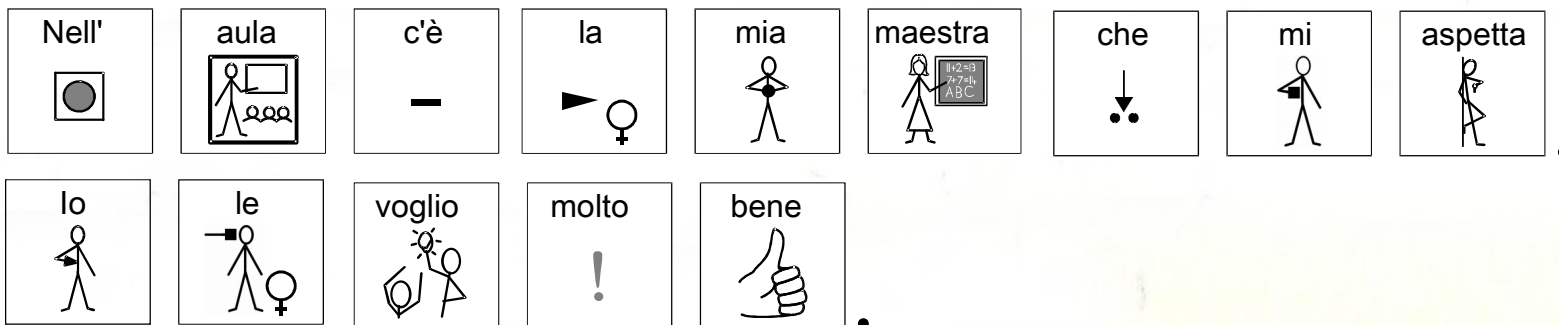 Nell' aula c'è la mia maestra che mi aspetta .
Io le voglio molto bene .